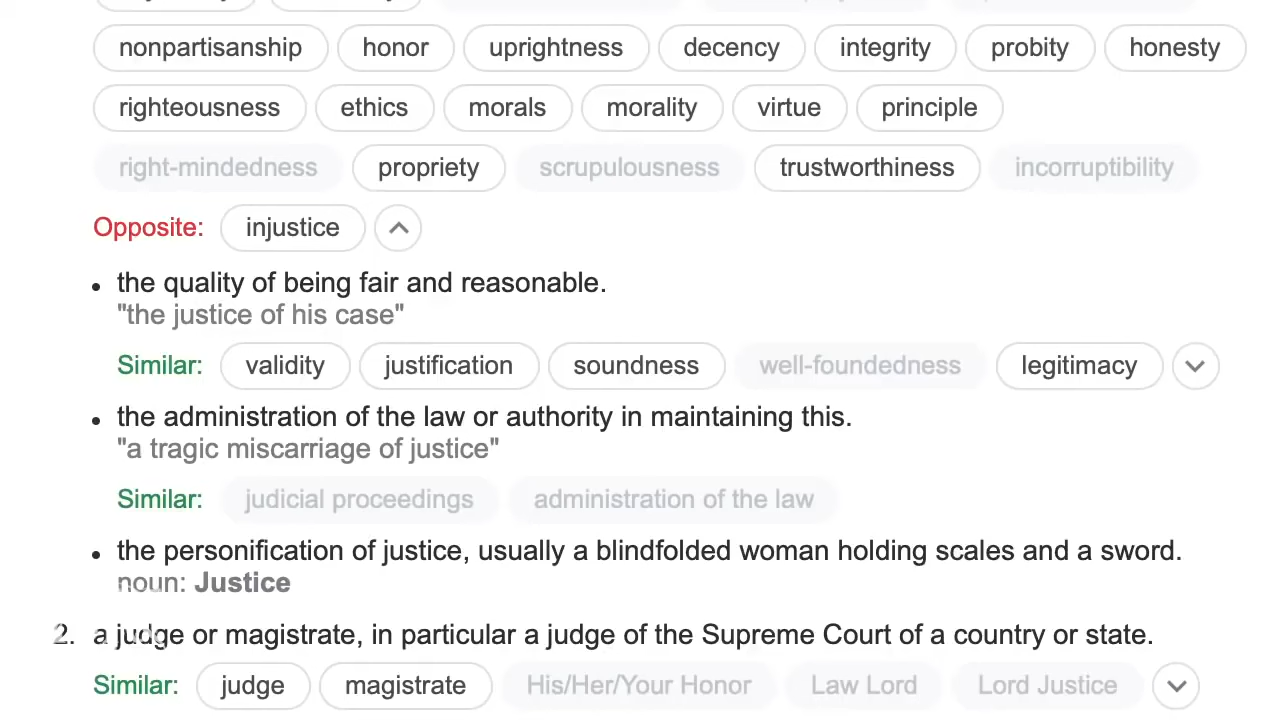 nonpartisanship honor uprightness decency integrity probity honesty
righteousness ethics morals morality virtue principle
right-mindedness propriety scrupulousness trustworthiness incorruptibility
Opposite: injustice
• the quality of being fair and reasonable.
"the justice of his case"
Similar: validity justification soundness well-foundedness legitimacy
• the administration of the law or authority in maintaining this.
"a tragic miscarriage of justice"
Similar: judicial proceedings administration of the law
• the personification of justice, usually a blindfolded woman holding scales and a sword.
noun: Justice
2. a judge or magistrate, in particular a judge of the Supreme Court of a country or state.
Similar: judge magistrate His/Her/Your Honor Law Lord Lord Justice